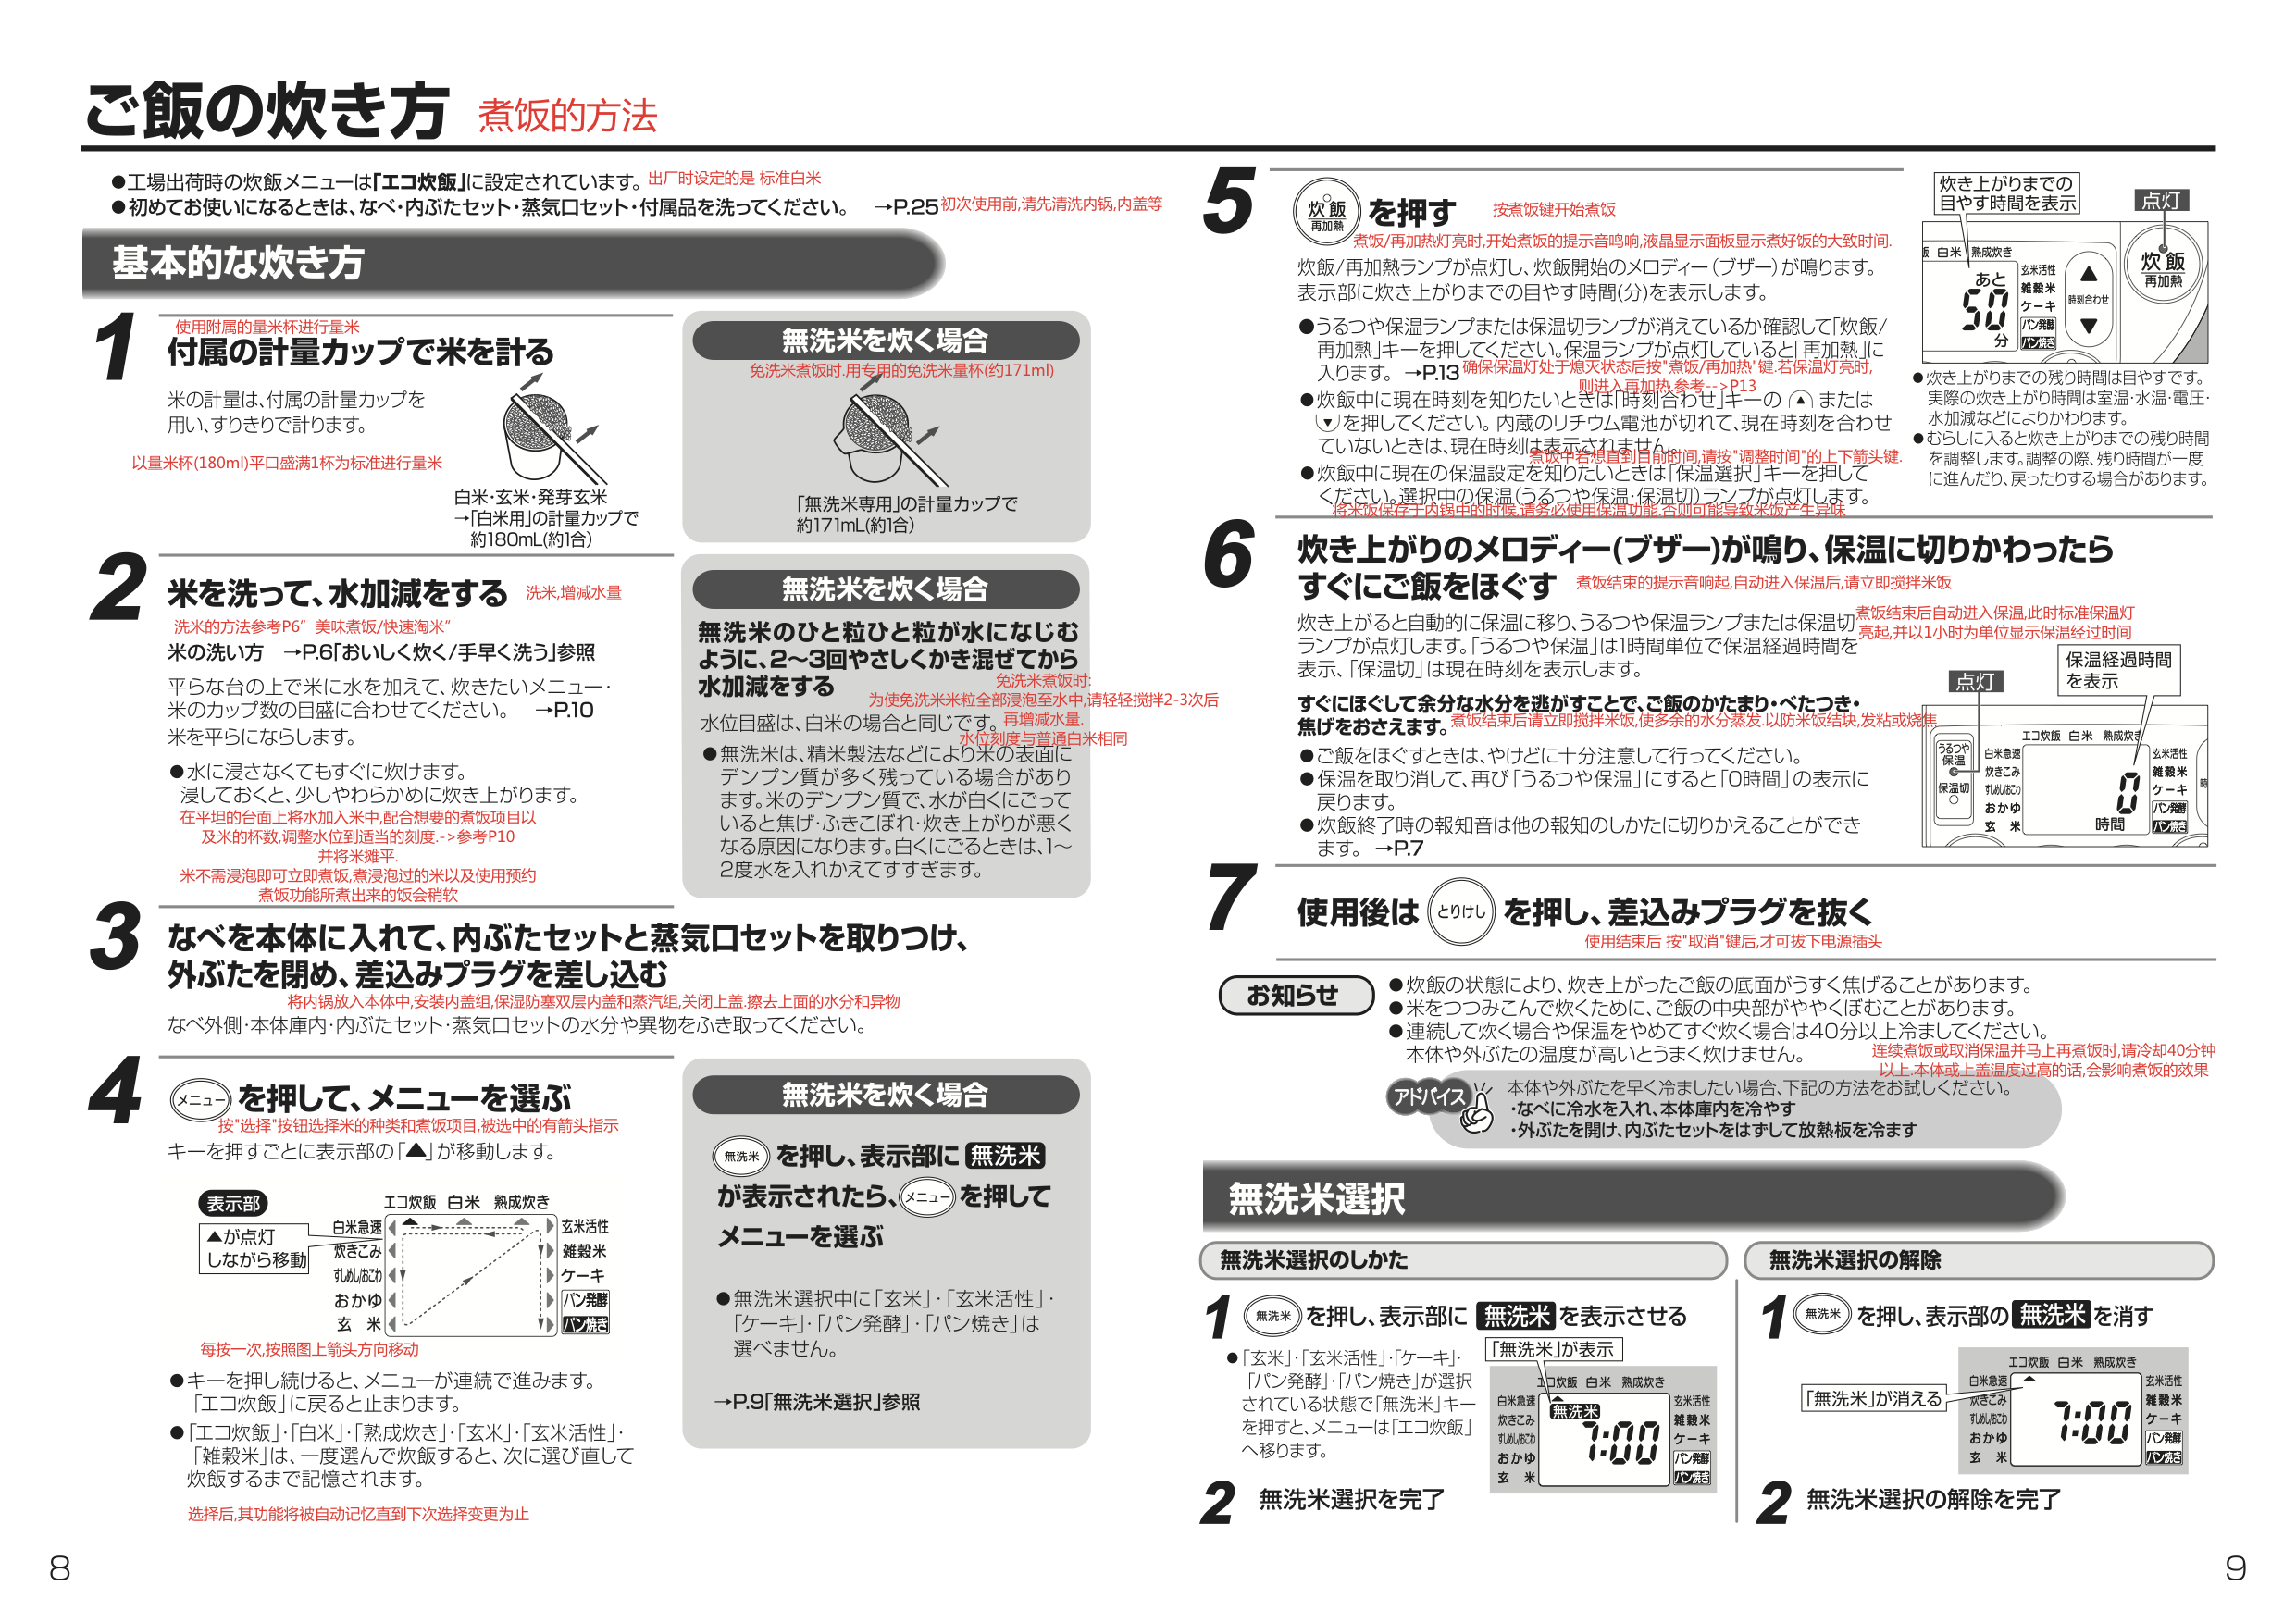 ご飯の炊き方 煮饭的方法
●工場出荷時の炊飯メニューは「エコ炊飯」に設定されています。 出厂时设定的是 标准白米
●初めてお使いになるときは、なべ・内ぶたセット・蒸気口セット・付属品を洗ってください。 →P.25 初次使用前,请先清洗内锅,内盖等
基本的な炊き方
1
使用附属的量米杯进行量米
付属の計量カップで米を計る
米の計量は、付属の計量カップを
用い、すりきりで計ります。
以量米杯(180ml)平口盛满1杯为标准进行量米
白米・玄米・発芽玄米
→「白米用」の計量カップで
約180mL(約1合)
無洗米を炊く場合
免洗米煮饭时.用专用的免洗米量杯(约171ml)
「無洗米専用」の計量カップで
約171mL(約1合)
2
米を洗って、水加減をする 洗米,增减水量
洗米的方法参考P6" 美味煮饭/快速淘米"
米の洗い方 →P.6「おいしく炊く/手早く洗う」参照
平らな台の上で米に水を加えて、炊きたいメニュー・
米のカップ数の目盛に合わせてください。 →P.10
米を平らにならします。
●水に浸さなくてもすぐに炊けます。
浸しておくと、少しやわらかめに炊き上がります。
在平坦的台面上将水加入米中,配合想要的煮饭项目以
及米的杯数,调整水位到适当的刻度.->参考P10
并将米摊平.
米不需浸泡即可立即煮饭,煮浸泡过的米以及使用预约
煮饭功能所煮出来的饭会稍软
無洗米を炊く場合
無洗米のひと粒ひと粒が水になじむ
ように、2〜3回やさしくかき混ぜてから
水加減をする
免洗米煮饭时:
为使免洗米米粒全部浸泡至水中,请轻轻搅拌2-3次后
再增减水量.
水位目盛は、白米の場合と同じです。
水位刻度与普通白米相同
●無洗米は、精米製法などにより米の表面に
デンプン質が多く残っている場合があり
ます。米のデンプン質で、水が白くにごって
いると焦げ・ふきこぼれ・炊き上がりが悪く
なる原因になります。白くにごるときは、1〜
2度水を入れかえてすすぎます。
3
なべを本体に入れて、内ぶたセットと蒸気口セットを取りつけ、
外ぶたを閉め、差込みプラグを差し込む
将内锅放入本体中,安装内盖组,保湿防塞双层内盖和蒸汽组,关闭上盖.擦去上面的水分和异物
なべ外側・本体庫内・内ぶたセット・蒸気口セットの水分や異物をふき取ってください。
4
メニュー を押して、メニューを選ぶ
按"选择"按钮选择米的种类和煮饭项目,被选中的有箭头指示
キーを押すごとに表示部の「▲」が移動します。
表示部
▲が点灯
しながら移動
エコ炊飯 白米 熟成炊き
白米急速 玄米活性
炊きこみ 雑穀米
すしめし/おこわ ケーキ
おかゆ パン発酵
玄 米 パン焼き
每按一次,按照图上箭头方向移动
●キーを押し続けると、メニューが連続で進みます。
「エコ炊飯」に戻ると止まります。
●「エコ炊飯」・「白米」・「熟成炊き」・「玄米」・「玄米活性」・
「雑穀米」は、一度選んで炊飯すると、次に選び直して
炊飯するまで記憶されます。
选择后,其功能将被自动记忆直到下次选择变更为止
無洗米を炊く場合
無洗米 を押し、表示部に 無洗米
が表示されたら、メニュー を押して
メニューを選ぶ
●無洗米選択中に「玄米」・「玄米活性」・
「ケーキ」・「パン発酵」・「パン焼き」は
選べません。
→P.9「無洗米選択」参照
8
5
炊飯 再加熱 を押す 按煮饭键开始煮饭
煮饭/再加热灯亮时,开始煮饭的提示音鸣响,液晶显示面板显示煮好饭的大致时间.
炊飯/再加熱ランプが点灯し、炊飯開始のメロディー(ブザー)が鳴ります。
表示部に炊き上がりまでの目やす時間(分)を表示します。
●うるつや保温ランプまたは保温切ランプが消えているか確認して「炊飯/
再加熱」キーを押してください。保温ランプが点灯していると「再加熱」に
入ります。 →P.13 确保保温灯处于熄灭状态后按"煮饭/再加热"键.若保温灯亮时,
则进入再加热.参考-->P13
●炊飯中に現在時刻を知りたいときは「時刻合わせ」キーの ▲ または
▼を押してください。内蔵のリチウム電池が切れて、現在時刻を合わせ
ていないときは、現在時刻は表示されません。
煮饭中若想直到目前时间,请按"调整时间"的上下箭头键.
●炊飯中に現在の保温設定を知りたいときは「保温選択」キーを押して
ください。選択中の保温(うるつや保温・保温切)ランプが点灯します。
将米饭保存于内锅中的时候,请务必使用保温功能.否则可能导致米饭产生异味
炊き上がりまでの
目やす時間を表示
点灯
飯 白米 熟成炊き
あと
50
分
玄米活性
雑穀米
ケーキ
パン発酵
パン焼き
▲
時刻合わせ
▼
炊飯
再加熱
●炊き上がりまでの残り時間は目やすです。
実際の炊き上がり時間は室温・水温・電圧・
水加減などによりかわります。
●むらしに入ると炊き上がりまでの残り時間
を調整します。調整の際、残り時間が一度
に進んだり、戻ったりする場合があります。
6
炊き上がりのメロディー(ブザー)が鳴り、保温に切りかわったら
すぐにご飯をほぐす 煮饭结束的提示音响起,自动进入保温后,请立即搅拌米饭
炊き上がると自動的に保温に移り、うるつや保温ランプまたは保温切
ランプが点灯します。「うるつや保温」は1時間単位で保温経過時間を
表示、「保温切」は現在時刻を表示します。
煮饭结束后自动进入保温,此时标准保温灯
亮起,并以1小时为单位显示保温经过时间
すぐにほぐして余分な水分を逃がすことで、ご飯のかたまり・べたつき・
焦げをおさえます。 煮饭结束后请立即搅拌米饭,使多余的水分蒸发.以防米饭结块,发粘或烧焦
●ご飯をほぐすときは、やけどに十分注意して行ってください。
●保温を取り消して、再び「うるつや保温」にすると「0時間」の表示に
戻ります。
●炊飯終了時の報知音は他の報知のしかたに切りかえることができ
ます。 →P.7
点灯
保温経過時間
を表示
うるつや
保温
保温切
エコ炊飯 白米 熟成炊き
白米急速 玄米活性
炊きこみ 雑穀米
すしめし/おこわ 0 ケーキ 時
おかゆ パン発酵
玄 米 時間 パン焼き
7
使用後は とりけし を押し、差込みプラグを抜く
使用结束后 按"取消"键后,才可拔下电源插头
お知らせ
●炊飯の状態により、炊き上がったご飯の底面がうすく焦げることがあります。
●米をつつみこんで炊くために、ご飯の中央部がややくぼむことがあります。
●連続して炊く場合や保温をやめてすぐ炊く場合は40分以上冷ましてください。
本体や外ぶたの温度が高いとうまく炊けません。
连续煮饭或取消保温并马上再煮饭时,请冷却40分钟
以上.本体或上盖温度过高的话,会影响煮饭的效果
アドバイス
本体や外ぶたを早く冷ましたい場合、下記の方法をお試しください。
・なべに冷水を入れ、本体庫内を冷やす
・外ぶたを開け、内ぶたセットをはずして放熱板を冷ます
無洗米選択
無洗米選択のしかた
1 無洗米 を押し、表示部に 無洗米 を表示させる
●「玄米」・「玄米活性」・「ケーキ」・
「パン発酵」・「パン焼き」が選択
されている状態で「無洗米」キー
を押すと、メニューは「エコ炊飯」
へ移ります。
「無洗米」が表示
エコ炊飯 白米 熟成炊き
白米急速 玄米活性
炊きこみ 無洗米 雑穀米
すしめし/おこわ 7:00 ケーキ
おかゆ パン発酵
玄 米 パン焼き
2 無洗米選択を完了
無洗米選択の解除
1 無洗米 を押し、表示部の 無洗米 を消す
「無洗米」が消える
エコ炊飯 白米 熟成炊き
白米急速 玄米活性
炊きこみ 雑穀米
すしめし/おこわ 7:00 ケーキ
おかゆ パン発酵
玄 米 パン焼き
2 無洗米選択の解除を完了
9